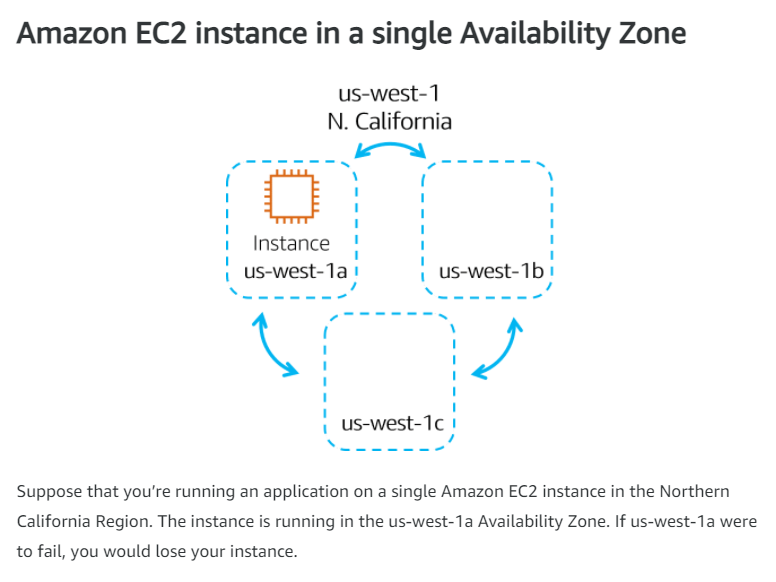 Amazon EC2 instance in a single Availability Zone
us-west-1
N. California
Instance
us-west-1a
us-west-1b
us-west-1c
Suppose that you’re running an application on a single Amazon EC2 instance in the Northern
California Region. The instance is running in the us-west-1a Availability Zone. If us-west-1a were
to fail, you would lose your instance.